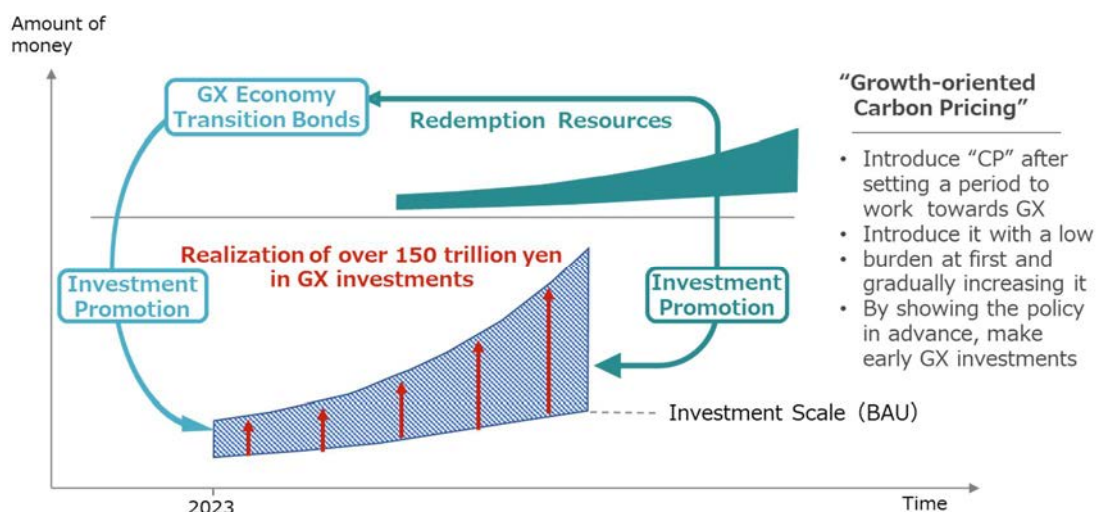 Amount of
money
GX Economy
Transition Bonds
Redemption Resources
Realization of over 150 trillion yen
in GX investments
Investment
Promotion
Investment
Promotion
Investment Scale (BAU)
2023
Time
“Growth-oriented
Carbon Pricing”
• Introduce “CP” after
setting a period to
work towards GX
• Introduce it with a low
• burden at first and
gradually increasing it
• By showing the policy
in advance, make
early GX investments